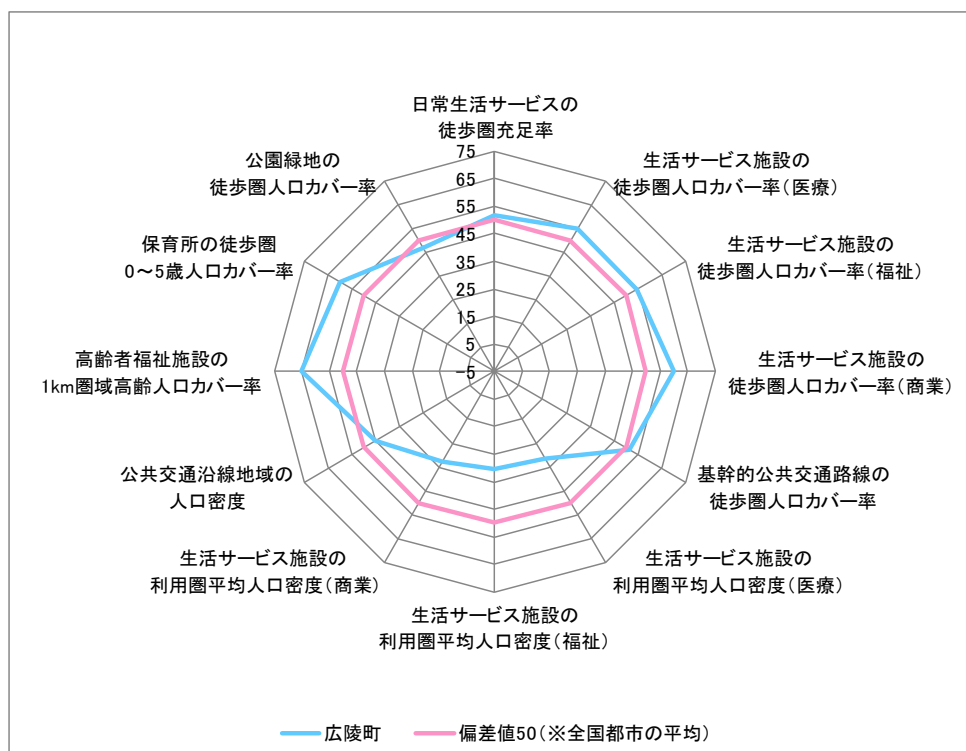 日常生活サービスの
徒歩圏充足率
生活サービス施設の
徒歩圏人口カバー率(医療)
生活サービス施設の
徒歩圏人口カバー率(福祉)
生活サービス施設の
徒歩圏人口カバー率(商業)
基幹的公共交通路線の
徒歩圏人口カバー率
生活サービス施設の
利用圏平均人口密度(医療)
生活サービス施設の
利用圏平均人口密度(福祉)
生活サービス施設の
利用圏平均人口密度(商業)
公共交通沿線地域の
人口密度
高齢者福祉施設の
1km圏域高齢人口カバー率
保育所の徒歩圏
0～5歳人口カバー率
公園緑地の
徒歩圏人口カバー率
75
65
55
45
35
25
15
5
-5
広陵町
偏差値50(※全国都市の平均)